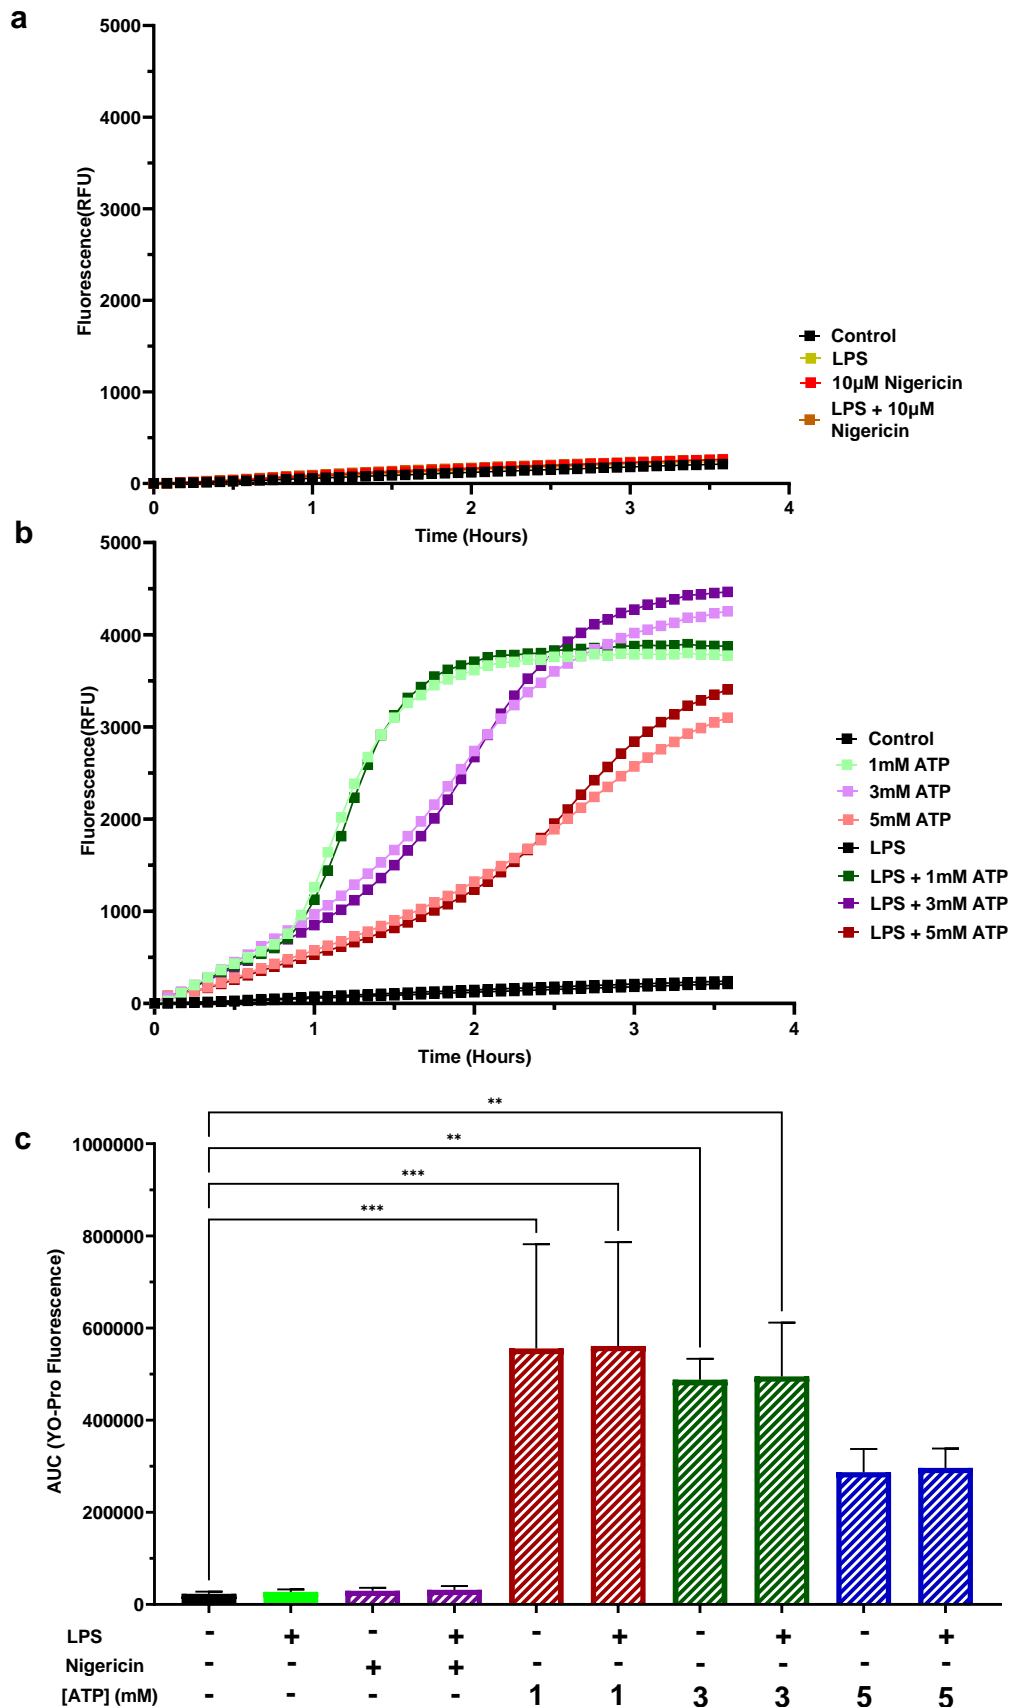 a
5000
4000
3000
2000
1000
0
Fluorescence(RFU)
0 1 2 3 4
Time (Hours)
Control
LPS
10µM Nigericin
LPS + 10µM
Nigericin
b
5000
4000
3000
2000
1000
0
Fluorescence(RFU)
0 1 2 3 4
Time (Hours)
Control
1mM ATP
3mM ATP
5mM ATP
LPS
LPS + 1mM ATP
LPS + 3mM ATP
LPS + 5mM ATP
c
**
**
***
***
1000000
800000
600000
400000
200000
0
AUC (YO-Pro Fluorescence)
LPS - + - + - + - + - +
Nigericin - - + + - - - - - -
[ATP] (mM) - - - - 1 1 3 3 5 5